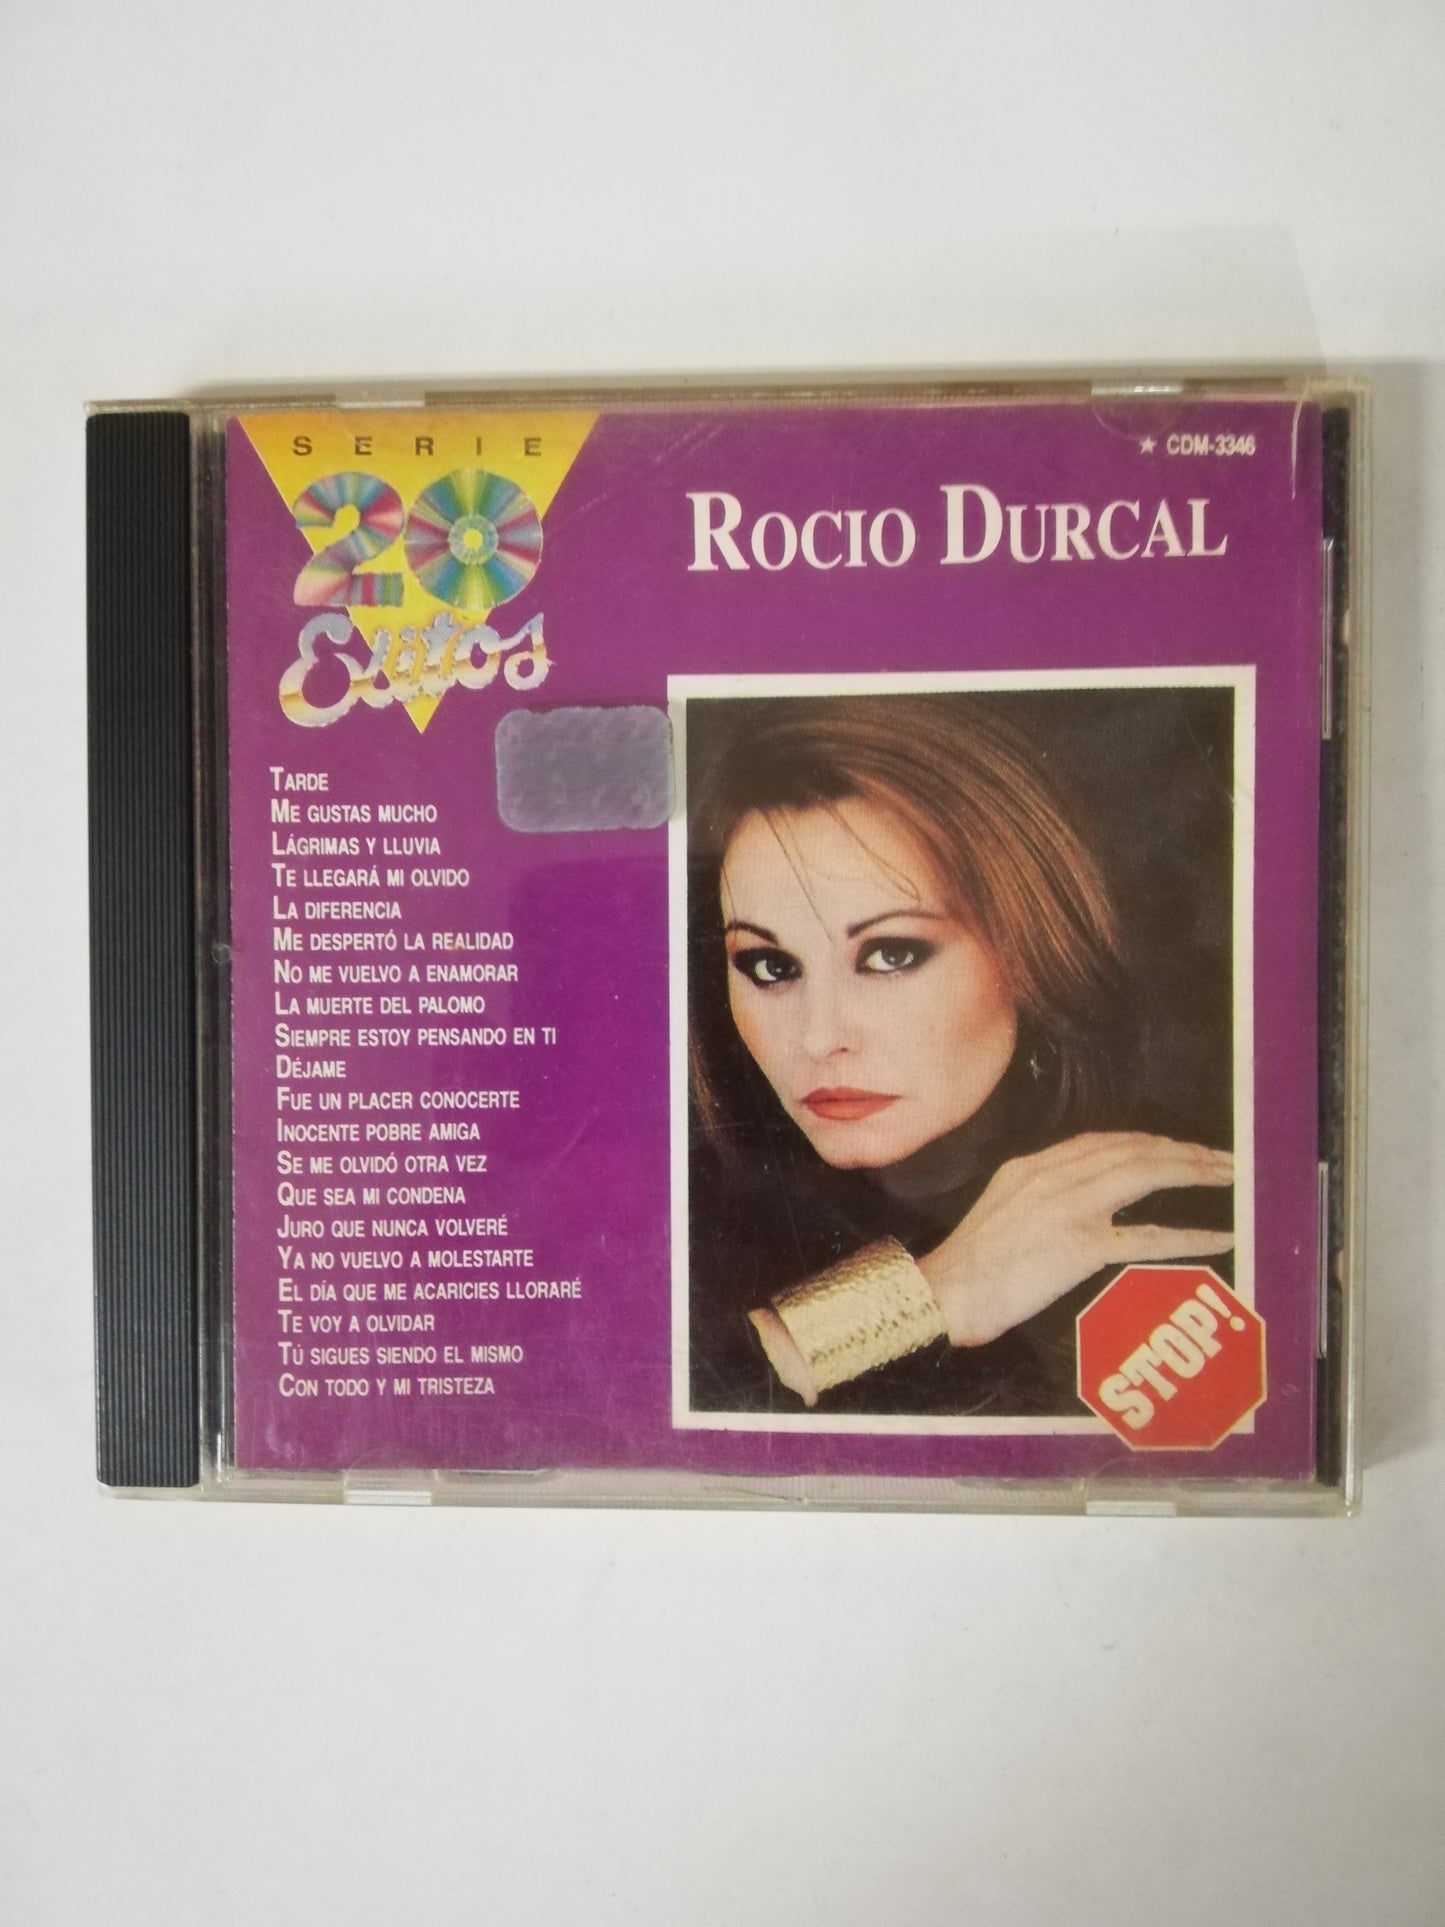 SERIE
20
Exitos
★ CDM-3346
ROCIO DURCAL
TARDE
ME GUSTAS MUCHO
LÁGRIMAS Y LLUVIA
TE LLEGARÁ MI OLVIDO
LA DIFERENCIA
ME DESPERTÓ LA REALIDAD
NO ME VUELVO A ENAMORAR
LA MUERTE DEL PALOMO
SIEMPRE ESTOY PENSANDO EN TI
DÉJAME
FUE UN PLACER CONOCERTE
INOCENTE POBRE AMIGA
SE ME OLVIDÓ OTRA VEZ
QUE SEA MI CONDENA
JURO QUE NUNCA VOLVERÉ
YA NO VUELVO A MOLESTARTE
EL DÍA QUE ME ACARICIES LLORARÉ
TE VOY A OLVIDAR
TÚ SIGUES SIENDO EL MISMO
CON TODO Y MI TRISTEZA
STOP!